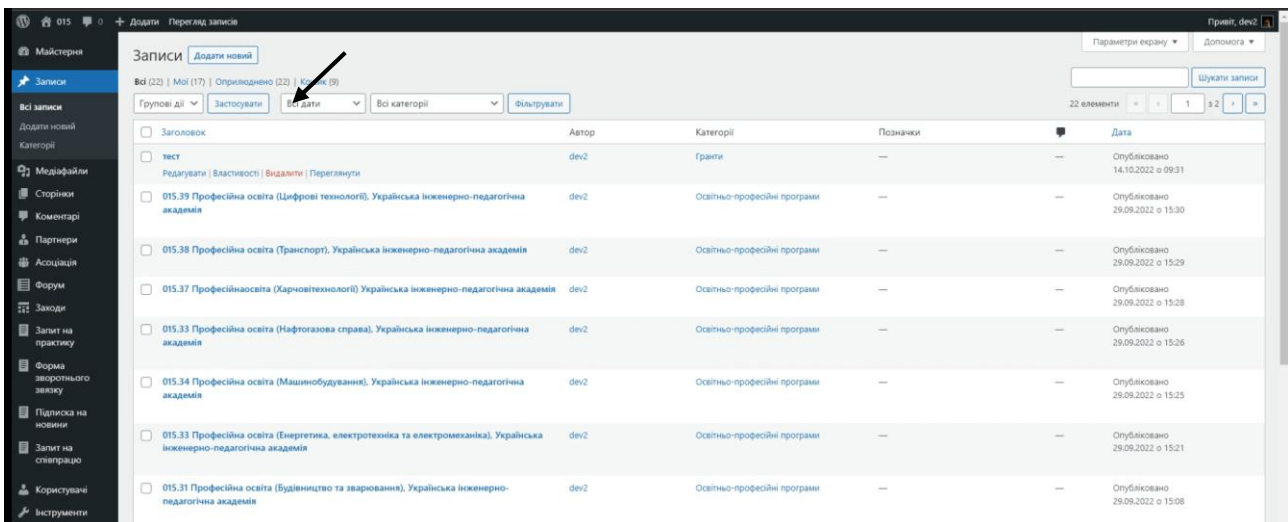 015 0 + Додати Перегляд записів Привіт, dev2
Майстерня
Записи
Всі записи
Додати новий
Категорії
Медіафайли
Сторінки
Коментарі
Партнери
Асоціація
Форум
Заходи
Запит на
практику
Форма
зворотнього
звязку
Підписка на
новини
Запит на
співпрацю
Користувачі
Інструменти
Параметри екрану ▼ Допомога ▼
Записи Додати новий
Всі (22) | Мої (17) | Оприлюднено (22) | (9)
Шукати записи
Групові дії Застосувати Всі дати Всі категорії Фільтрувати
22 елементи « ‹ 1 з 2 › »
Заголовок Автор Категорії Позначки Дата
тест dev2 Гранти — — Опубліковано
Редагувати | Властивості | Видалити | Переглянути 14.10.2022 о 09:31
015.39 Професійна освіта (Цифрові технології), Українська інженерно-педагогічна dev2 Освітньо-професійні програми — — Опубліковано
академія 29.09.2022 о 15:30
015.38 Професійна освіта (Транспорт), Українська інженерно-педагогічна академія dev2 Освітньо-професійні програми — — Опубліковано
29.09.2022 о 15:29
015.37 Професійнаосвіта (Харчовітехнології) Українська інженерно-педагогічна академія dev2 Освітньо-професійні програми — — Опубліковано
29.09.2022 о 15:28
015.33 Професійна освіта (Нафтогазова справа), Українська інженерно-педагогічна dev2 Освітньо-професійні програми — — Опубліковано
академія 29.09.2022 о 15:26
015.34 Професійна освіта (Машинобудування), Українська інженерно-педагогічна dev2 Освітньо-професійні програми — — Опубліковано
академія 29.09.2022 о 15:25
015.33 Професійна освіта (Енергетика, електротехніка та електромеханіка), Українська dev2 Освітньо-професійні програми — — Опубліковано
інженерно-педагогічна академія 29.09.2022 о 15:21
015.31 Професійна освіта (Будівництво та зварювання), Українська інженерно- dev2 Освітньо-професійні програми — — Опубліковано
педагогічна академія 29.09.2022 о 15:08